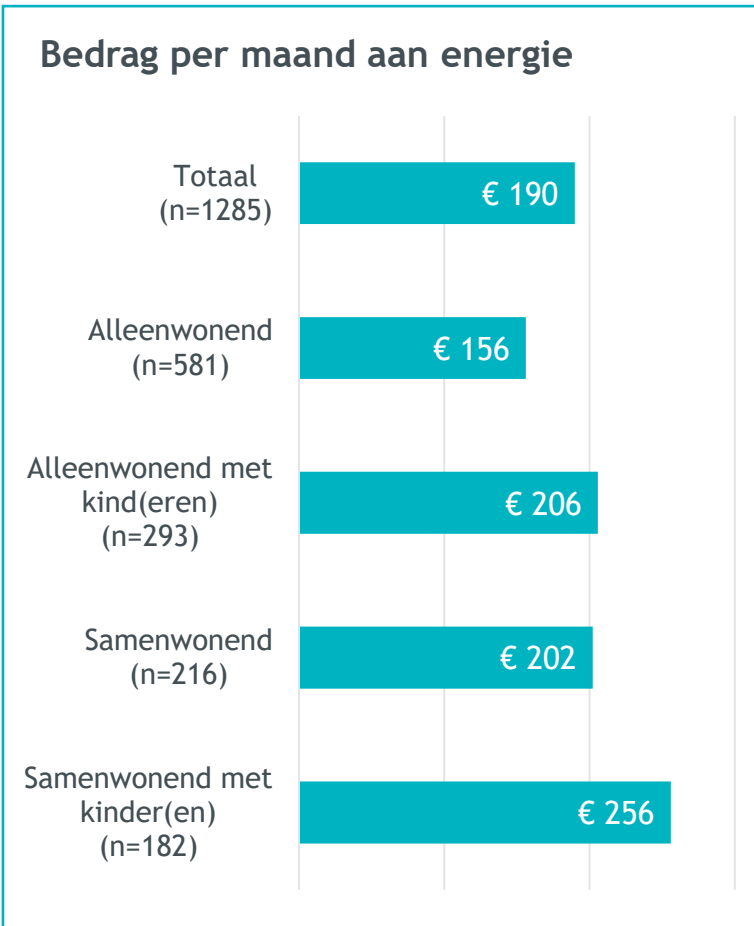 Bedrag per maand aan energie
Totaal
(n=1285)
€ 190
Alleenwonend
(n=581)
€ 156
Alleenwonend met
kind(eren)
(n=293)
€ 206
Samenwonend
(n=216)
€ 202
Samenwonend met
kinder(en)
(n=182)
€ 256